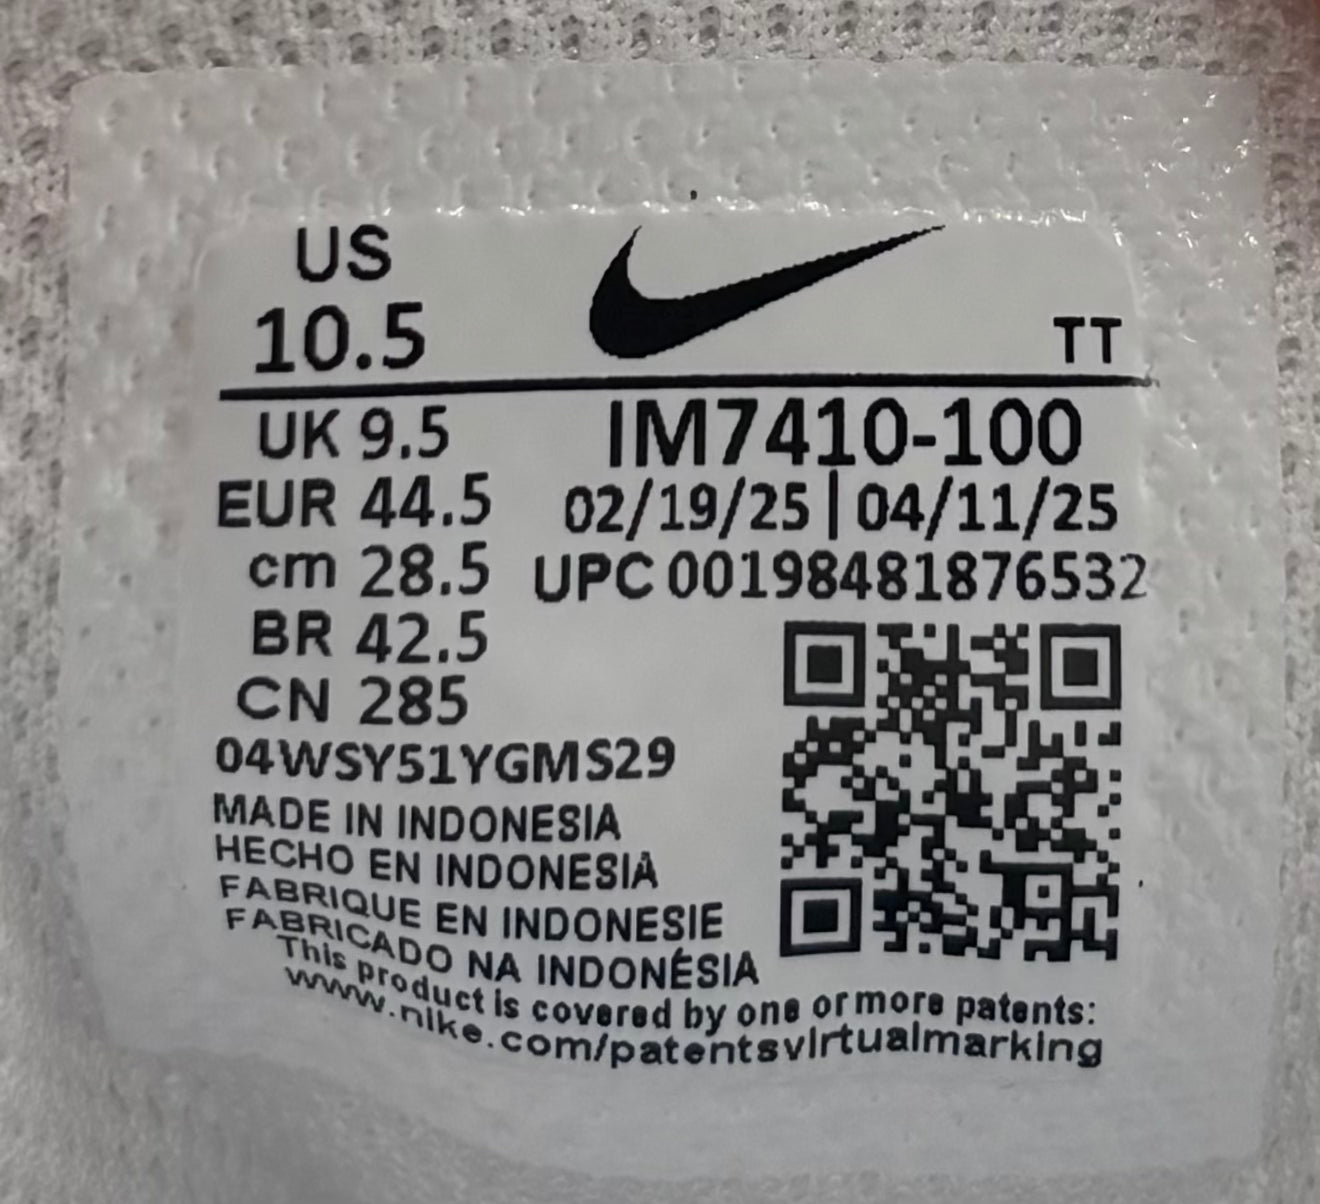 US
10.5
TT
UK 9.5
IM7410-100
EUR 44.5
02/19/25 | 04/11/25
cm 28.5
UPC 00198481876532
BR 42.5
CN 285
04WSY51YGMS29
MADE IN INDONESIA
HECHO EN INDONESIA
FABRIQUE EN INDONESIE
FABRICADO NA INDONÉSIA
This product is covered by one or more patents:
www.nike.com/patentsvirtualmarking